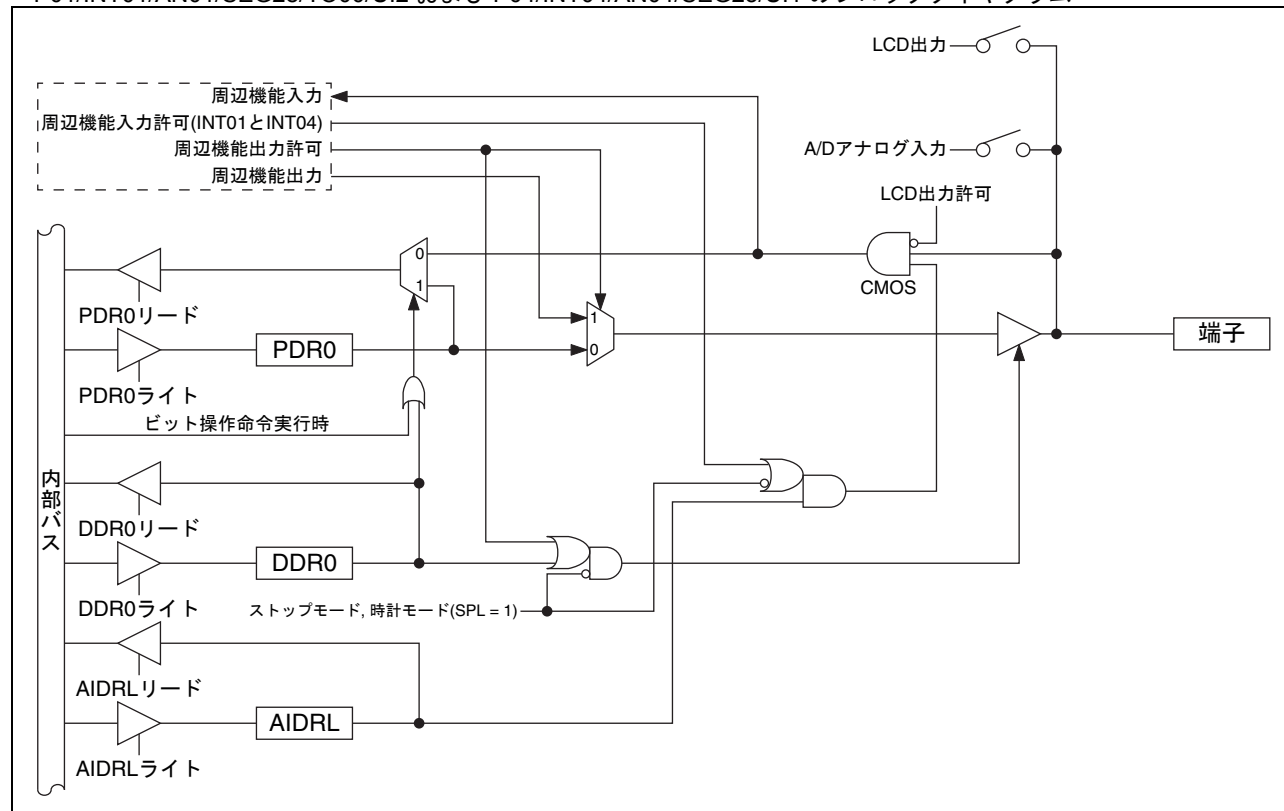 LCD出力
周辺機能入力
周辺機能入力許可(INT01とINT04)
周辺機能出力許可
周辺機能出力
A/Dアナログ入力
LCD出力許可
0
1
CMOS
PDR0リード
1
0
PDR0
端子
PDR0ライト
ビット操作命令実行時
内部バス
DDR0リード
DDR0
DDR0ライト
ストップモード, 時計モード(SPL = 1)
AIDRLリード
AIDRL
AIDRLライト